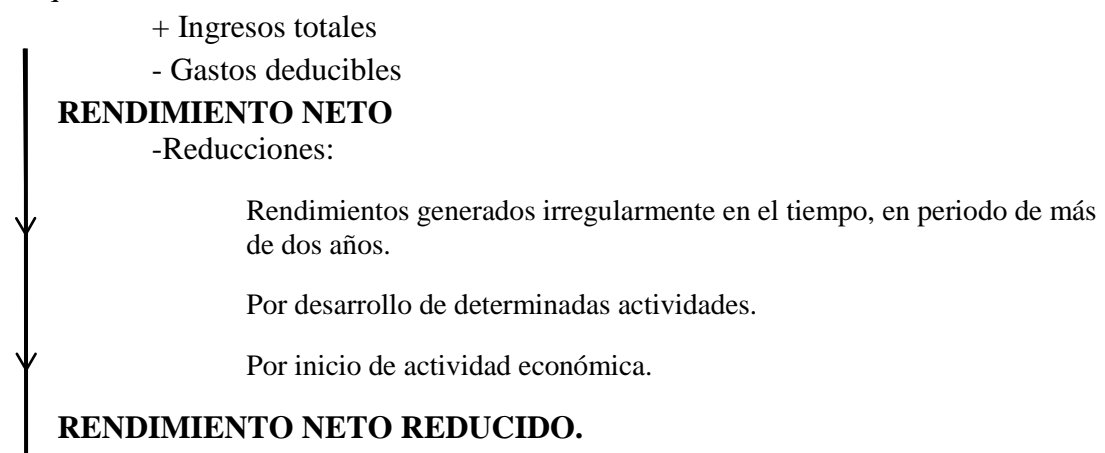 + Ingresos totales
- Gastos deducibles
RENDIMIENTO NETO
-Reducciones:
Rendimientos generados irregularmente en el tiempo, en periodo de más
de dos años.
Por desarrollo de determinadas actividades.
Por inicio de actividad económica.
RENDIMIENTO NETO REDUCIDO.